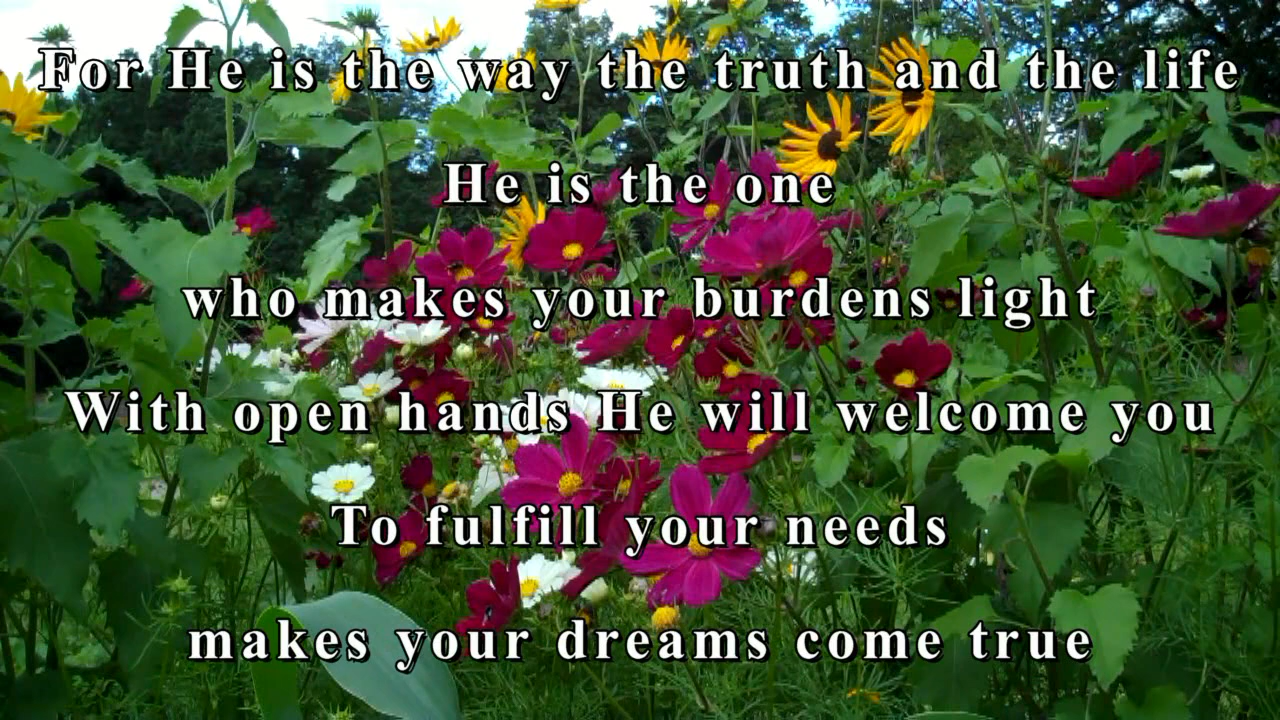 For He is the way the truth and the life
He is the one
who makes your burdens light
With open hands He will welcome you
To fulfill your needs
makes your dreams come true